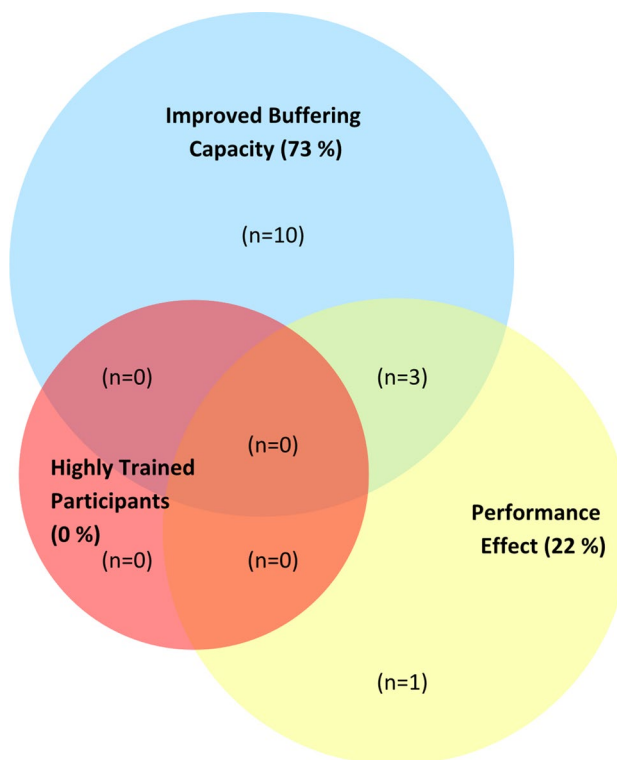 Improved Buffering
Capacity (73 %)
(n=10)
(n=0)
(n=3)
(n=0)
Highly Trained
Participants
(0 %)
Performance
Effect (22 %)
(n=0)
(n=0)
(n=1)